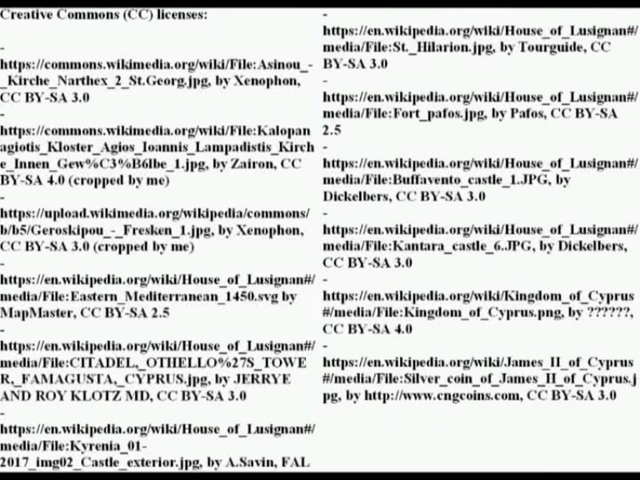 Creative Commons (CC) licenses:
-
https://commons.wikimedia.org/wiki/File:Asinou_-
_Kirche_Narthex_2_St.Georg.jpg, by Xenophon,
CC BY-SA 3.0
-
https://commons.wikimedia.org/wiki/File:Kalopan
agiotis_Kloster_Agios_Ioannis_Lampadistis_Kirch
e_Innen_Gew%C3%B6lbe_1.jpg, by Zairon, CC
BY-SA 4.0 (cropped by me)
-
https://upload.wikimedia.org/wikipedia/commons/
b/b5/Geroskipou_-_Fresken_1.jpg, by Xenophon,
CC BY-SA 3.0 (cropped by me)
-
https://en.wikipedia.org/wiki/House_of_Lusignan#/
media/File:Eastern_Mediterranean_1450.svg by
MapMaster, CC BY-SA 2.5
-
https://en.wikipedia.org/wiki/House_of_Lusignan#/
media/File:CITADEL,_OTHELLO%27S_TOWE
R,_FAMAGUSTA,_CYPRUS.jpg, by JERRYE
AND ROY KLOTZ MD, CC BY-SA 3.0
-
https://en.wikipedia.org/wiki/House_of_Lusignan#/
media/File:Kyrenia_01-
2017_img02_Castle_exterior.jpg, by A.Savin, FAL
-
https://en.wikipedia.org/wiki/House_of_Lusignan#/
media/File:St._Hilarion.jpg, by Tourguide, CC
BY-SA 3.0
-
https://en.wikipedia.org/wiki/House_of_Lusignan#/
media/File:Fort_pafos.jpg, by Pafos, CC BY-SA
2.5
-
https://en.wikipedia.org/wiki/House_of_Lusignan#/
media/File:Buffavento_castle_1.JPG, by
Dickelbers, CC BY-SA 3.0
-
https://en.wikipedia.org/wiki/House_of_Lusignan#/
media/File:Kantara_castle_6.JPG, by Dickelbers,
CC BY-SA 3.0
-
https://en.wikipedia.org/wiki/Kingdom_of_Cyprus
#/media/File:Kingdom_of_Cyprus.png, by ??????,
CC BY-SA 4.0
-
https://en.wikipedia.org/wiki/James_II_of_Cyprus
#/media/File:Silver_coin_of_James_II_of_Cyprus.j
pg, by http://www.cngcoins.com, CC BY-SA 3.0